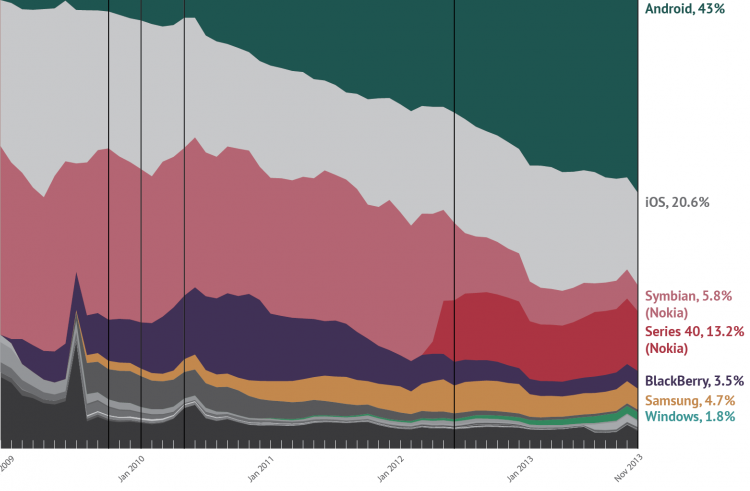 Android, 43%
iOS, 20.6%
Symbian, 5.8%
(Nokia)
Series 40, 13.2%
(Nokia)
BlackBerry, 3.5%
Samsung, 4.7%
Windows, 1.8%
2009
Jan 2010
Jan 2011
Jan 2012
Jan 2013
Nov 2013